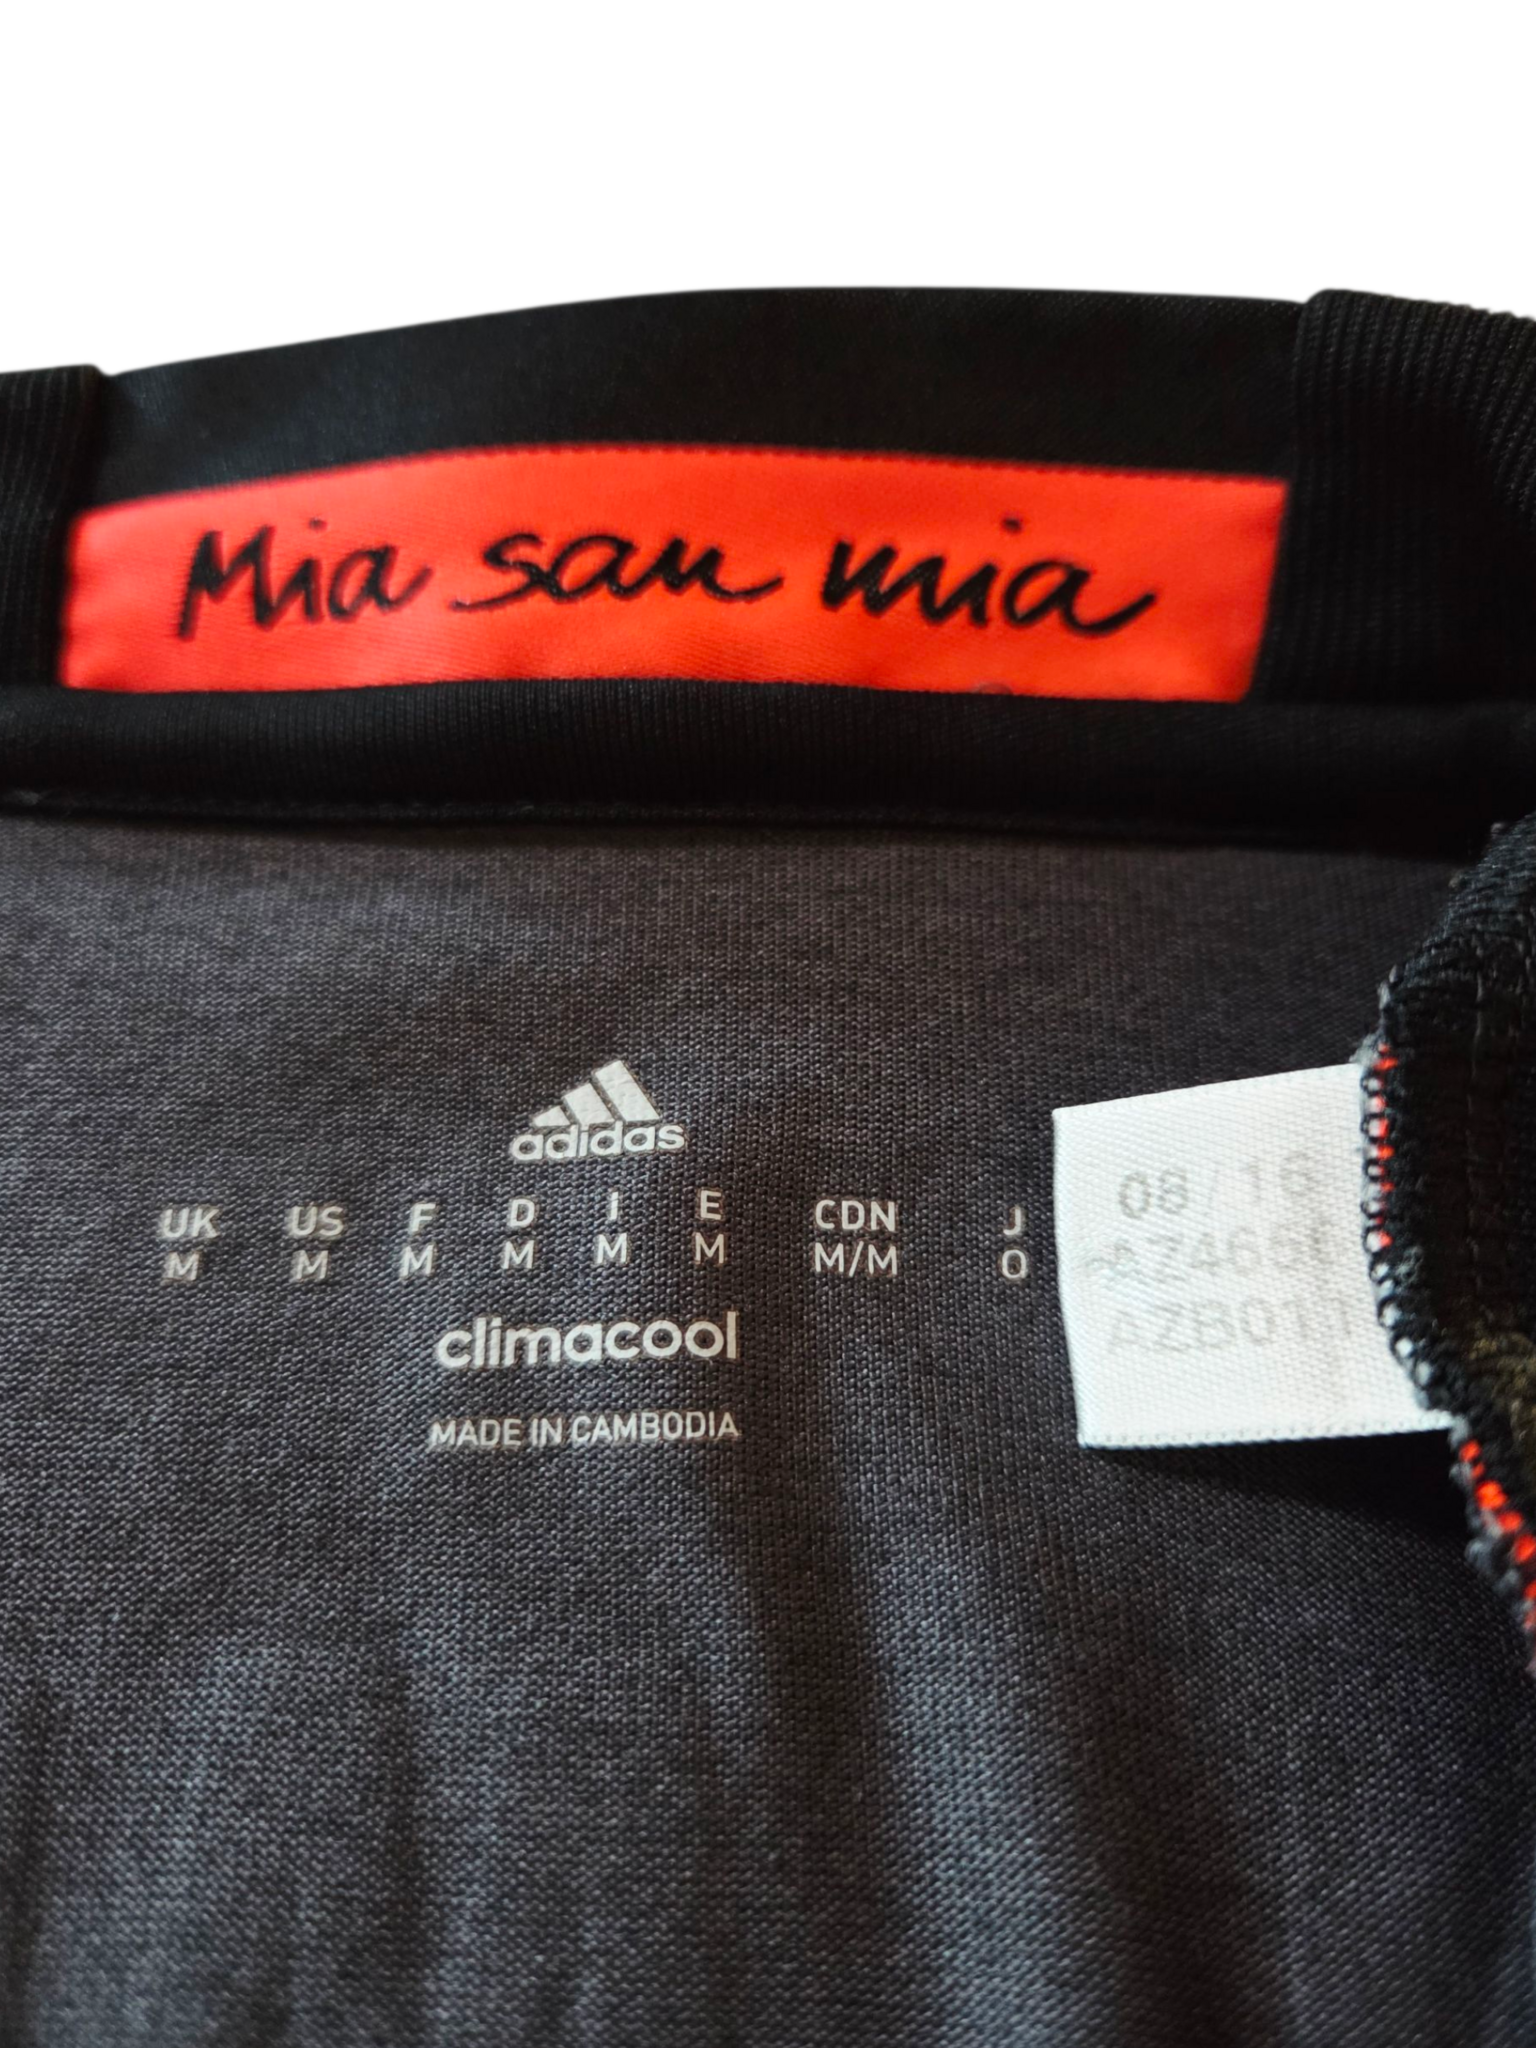 Mia san mia
adidas
UK US F D I E CDN J
M M M M M M M/M O
climacool
MADE IN CAMBODIA
08/16